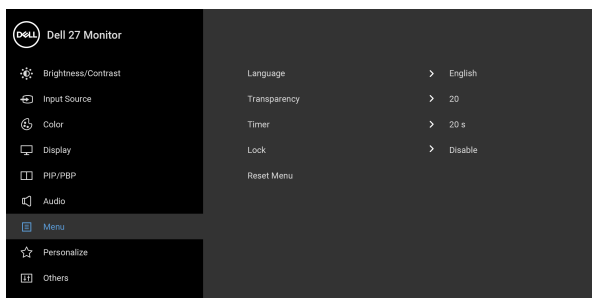 DELL Dell 27 Monitor
Brightness/Contrast
Input Source
Color
Display
PIP/PBP
Audio
Menu
Personalize
Others
Language > English
Transparency > 20
Timer > 20 s
Lock > Disable
Reset Menu